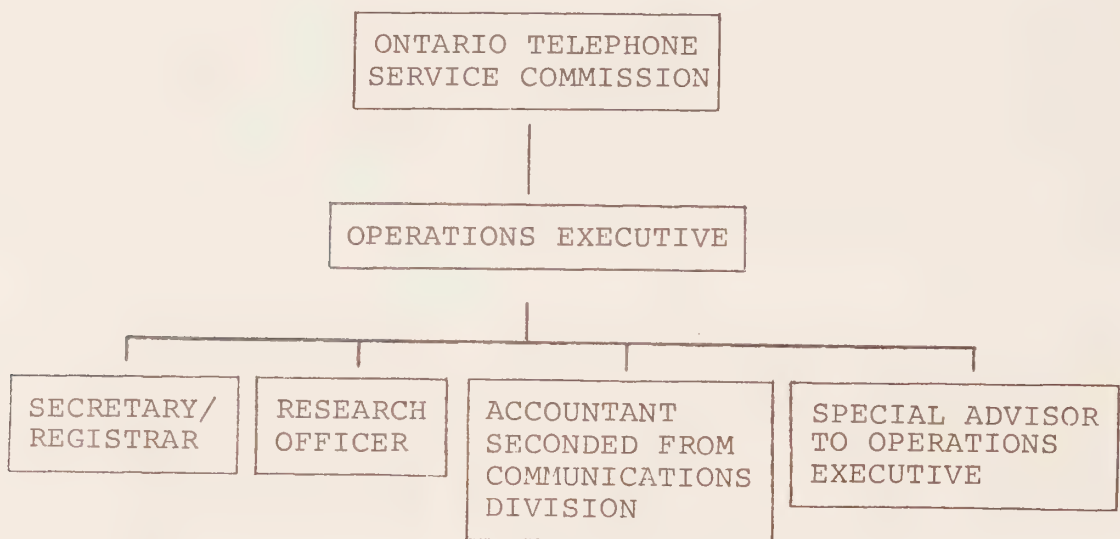 ONTARIO TELEPHONE
SERVICE COMMISSION
OPERATIONS EXECUTIVE
SECRETARY/
REGISTRAR
RESEARCH
OFFICER
ACCOUNTANT
SECONDED FROM
COMMUNICATIONS
DIVISION
SPECIAL ADVISOR
TO OPERATIONS
EXECUTIVE